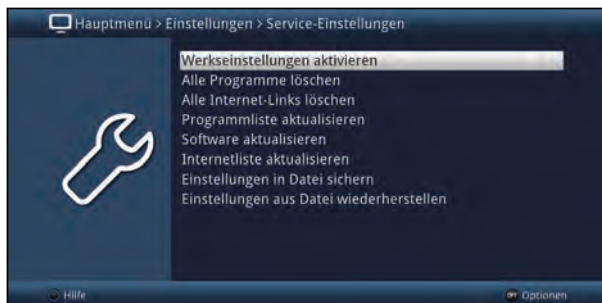 Hauptmenü > Einstellungen > Service-Einstellungen
Werkseinstellungen aktivieren
Alle Programme löschen
Alle Internet-Links löschen
Programmliste aktualisieren
Software aktualisieren
Internetliste aktualisieren
Einstellungen in Datei sichern
Einstellungen aus Datei wiederherstellen
Hilfe
OPT Optionen